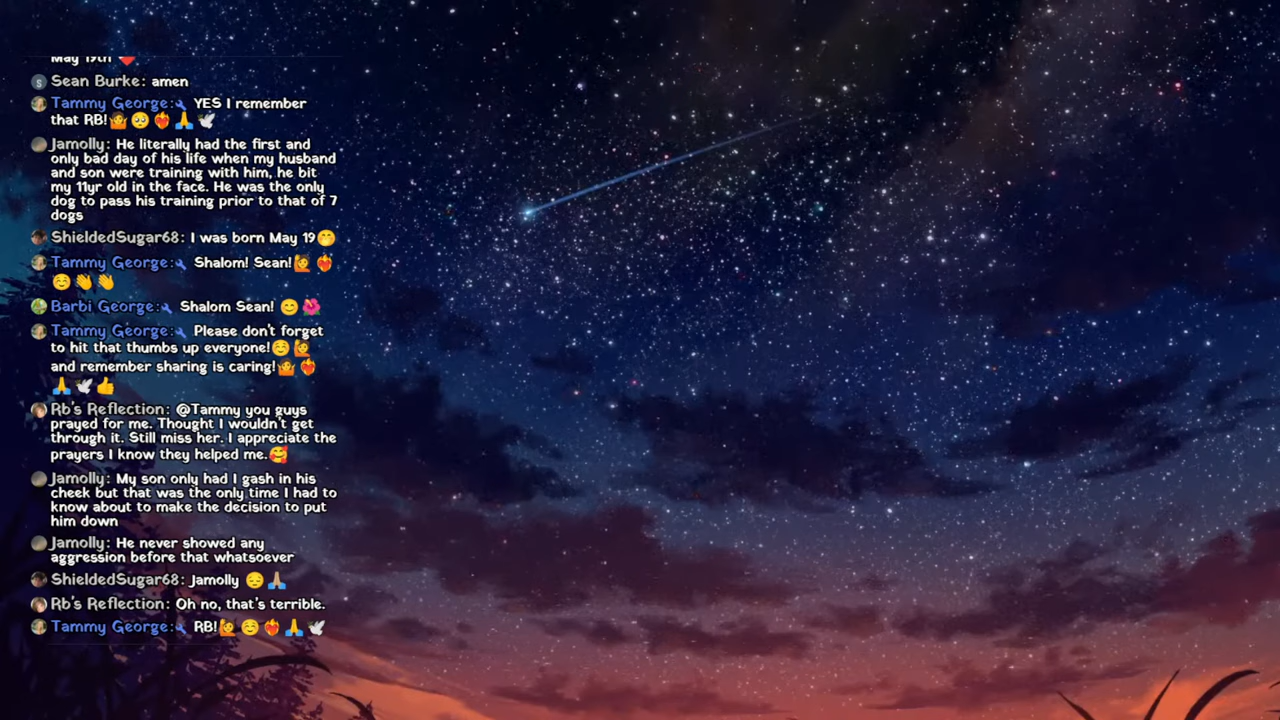 May 19th ❤️
Sean Burke: amen
Tammy George: YES I remember
that RB!🤷🥺❤️‍🔥🙏🕊️
Jamolly: He literally had the first and
only bad day of his life when my husband
and son were training with him, he bit
my 11yr old in the face. He was the only
dog to pass his training prior to that of 7
dogs
ShieldedSugar68: I was born May 19🤭
Tammy George: Shalom! Sean!🙋❤️‍🔥
☺️👋👋
Barbi George: Shalom Sean! 😊🌺
Tammy George: Please don't forget
to hit that thumbs up everyone!☺️🙋
and remember sharing is caring!🤷❤️‍🔥
🙏🕊️👍
Rb's Reflection: @Tammy you guys
prayed for me. Thought I wouldn't get
through it. Still miss her. I appreciate the
prayers I know they helped me.🥰
Jamolly: My son only had 1 gash in his
cheek but that was the only time I had to
know about to make the decision to put
him down
Jamolly: He never showed any
aggression before that whatsoever
ShieldedSugar68: Jamolly 😔🙏🏽
Rb's Reflection: Oh no, that's terrible.
Tammy George: RB!🙋☺️❤️‍🔥🙏🕊️